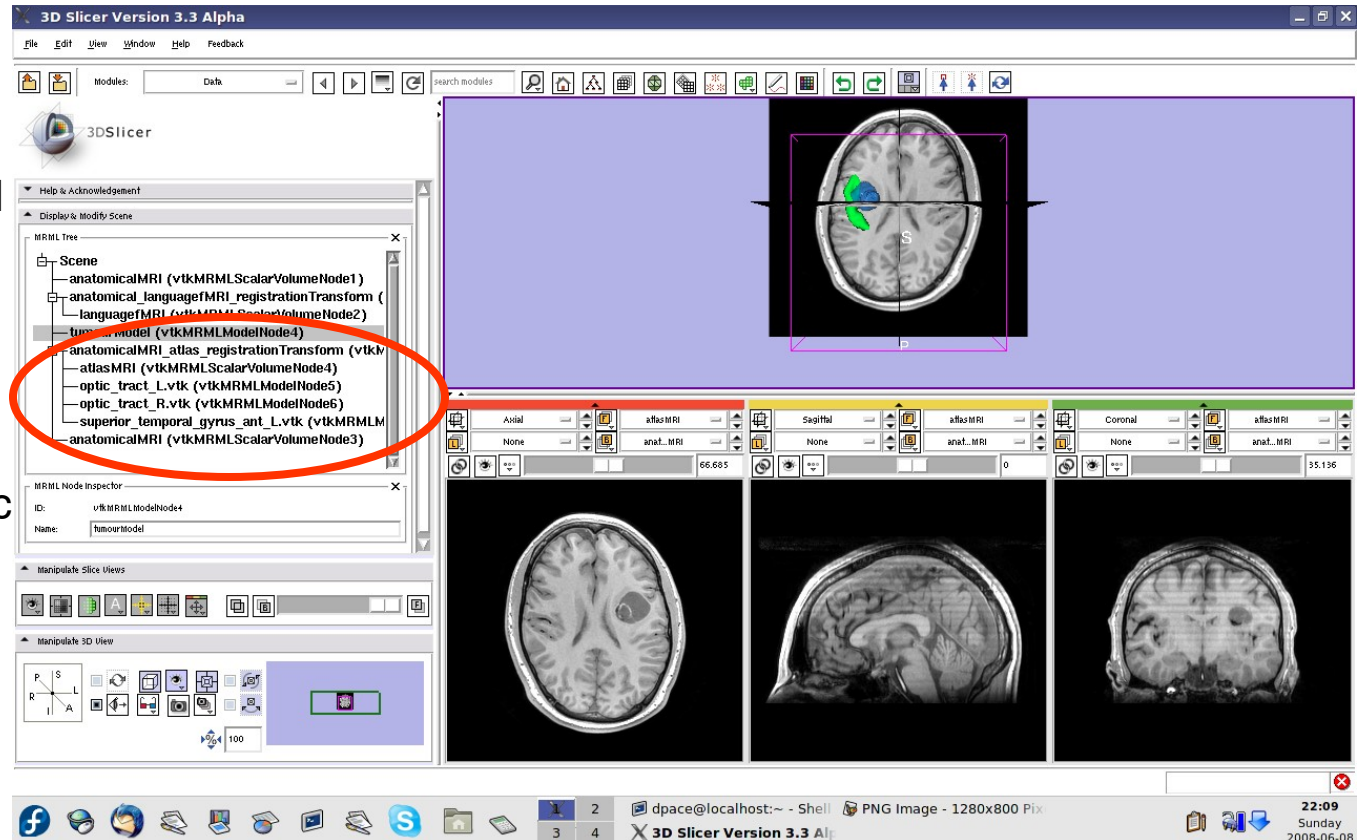 3D Slicer Version 3.3 Alpha
File Edit View Window Help Feedback
Modules: Data search modules
3DSlicer
Help & Acknowledgement
Display & Modify Scene
MRML Tree
Scene
anatomicalMRI (vtkMRMLScalarVolumeNode1)
anatomical_languagefMRI_registrationTransform (
languagefMRI (vtkMRMLScalarVolumeNode2)
tumourModel (vtkMRMLModelNode4)
anatomicalMRI_atlas_registrationTransform (vtkM
atlasMRI (vtkMRMLScalarVolumeNode4)
optic_tract_L.vtk (vtkMRMLModelNode5)
optic_tract_R.vtk (vtkMRMLModelNode6)
superior_temporal_gyrus_ant_L.vtk (vtkMRMLM
anatomicalMRI (vtkMRMLScalarVolumeNode3)
MRML Node Inspector
ID: vtkMRMLModelNode4
Name: tumourModel
Manipulate Slice Views
Manipulate 3D View
P S
R L
I A
100
S
P
Axial atlasMRI
None anat...MRI
66.685
Sagittal atlasMRI
None anat...MRI
0
Coronal atlasMRI
None anat...MRI
35.136
1 2
3 4
dpace@localhost:~ - Shell
PNG Image - 1280x800 Pix
3D Slicer Version 3.3 Al
22:09
Sunday
2008-06-08